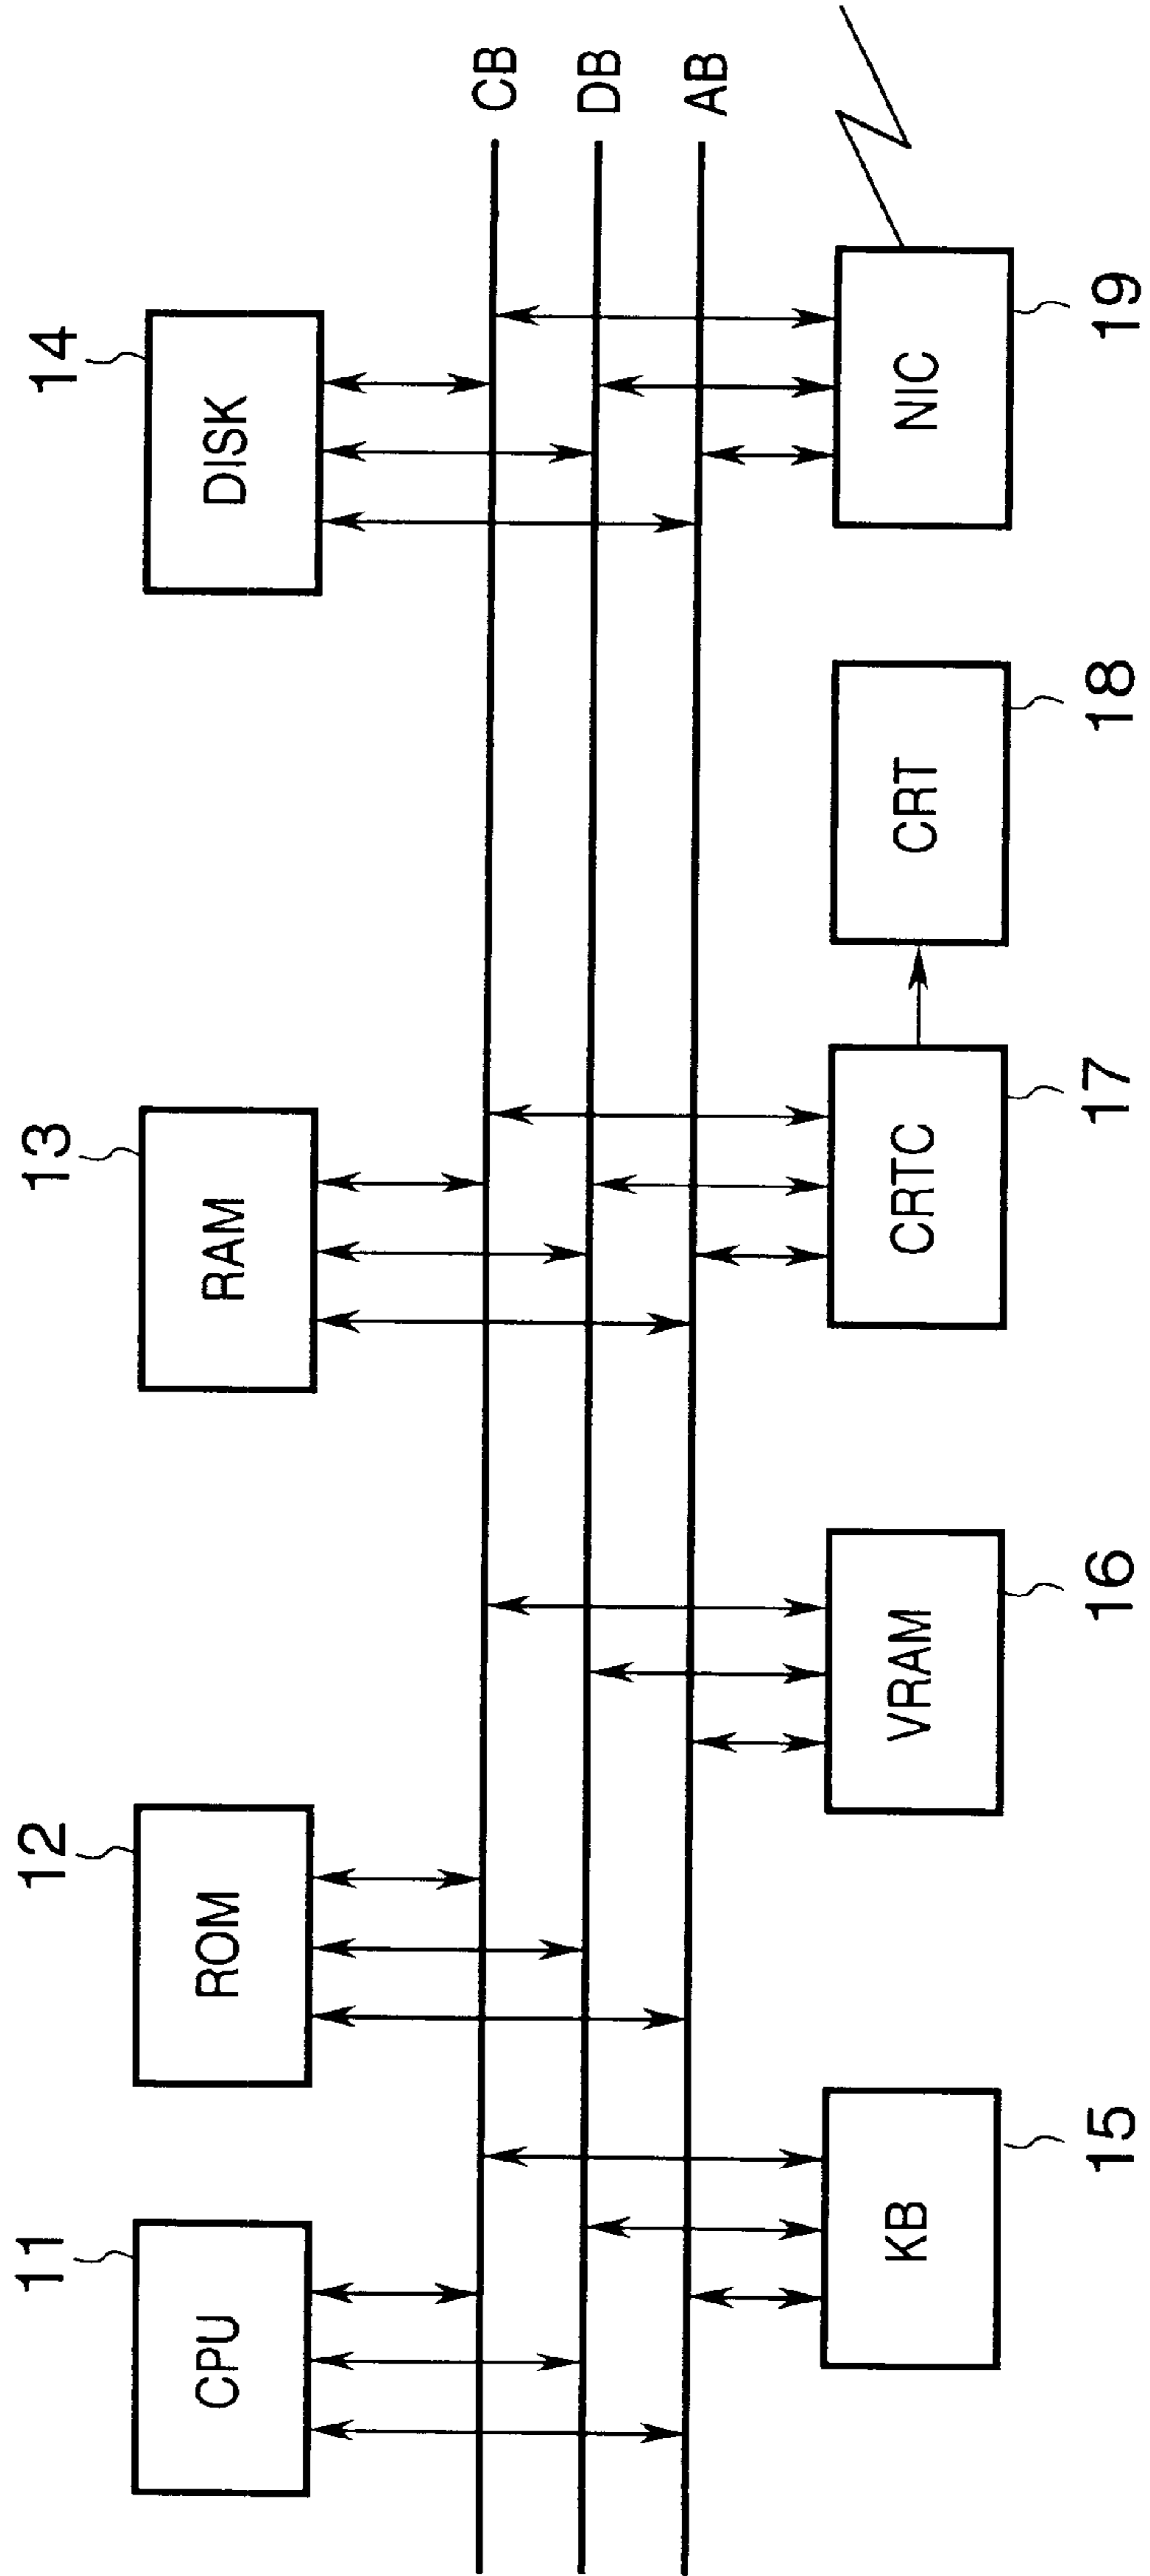 11
CPU
12
ROM
13
RAM
14
DISK
CB
DB
AB
KB
15
VRAM
16
CRTC
17
CRT
18
NIC
19